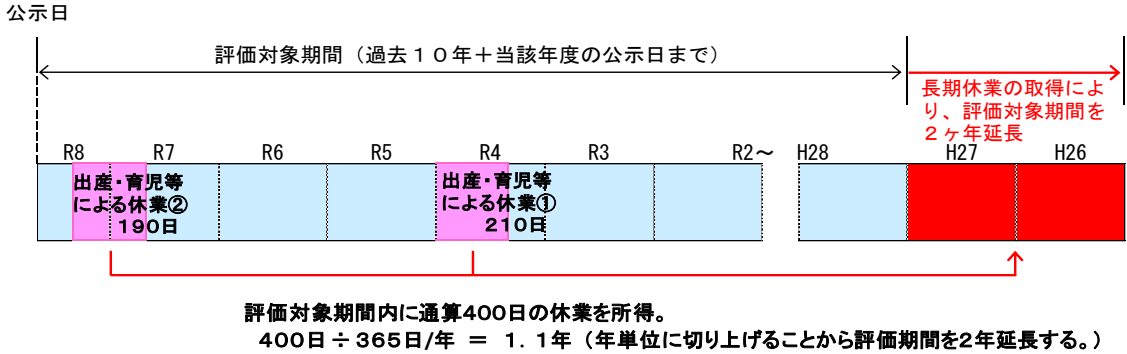 公示日
評価対象期間（過去１０年＋当該年度の公示日まで）
長期休業の取得によ
り、評価対象期間を
２ヶ年延長
R8 R7 R6 R5 R4 R3 R2～ H28 H27 H26
出産・育児等
による休業②
190日
出産・育児等
による休業①
210日
評価対象期間内に通算400日の休業を所得。
400日÷365日/年 ＝ 1.1年（年単位に切り上げることから評価期間を2年延長する。）